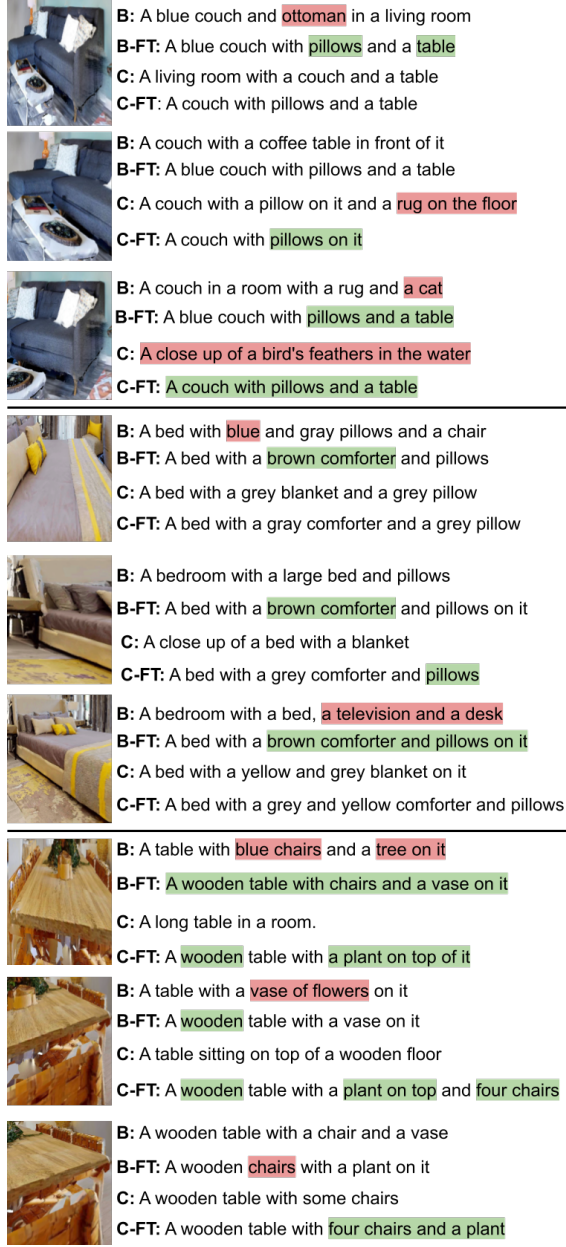 B: A blue couch and ottoman in a living room
B-FT: A blue couch with pillows and a table
C: A living room with a couch and a table
C-FT: A couch with pillows and a table
B: A couch with a coffee table in front of it
B-FT: A blue couch with pillows and a table
C: A couch with a pillow on it and a rug on the floor
C-FT: A couch with pillows on it
B: A couch in a room with a rug and a cat
B-FT: A blue couch with pillows and a table
C: A close up of a bird's feathers in the water
C-FT: A couch with pillows and a table
B: A bed with blue and gray pillows and a chair
B-FT: A bed with a brown comforter and pillows
C: A bed with a grey blanket and a grey pillow
C-FT: A bed with a gray comforter and a grey pillow
B: A bedroom with a large bed and pillows
B-FT: A bed with a brown comforter and pillows on it
C: A close up of a bed with a blanket
C-FT: A bed with a grey comforter and pillows
B: A bedroom with a bed, a television and a desk
B-FT: A bed with a brown comforter and pillows on it
C: A bed with a yellow and grey blanket on it
C-FT: A bed with a grey and yellow comforter and pillows
B: A table with blue chairs and a tree on it
B-FT: A wooden table with chairs and a vase on it
C: A long table in a room.
C-FT: A wooden table with a plant on top of it
B: A table with a vase of flowers on it
B-FT: A wooden table with a vase on it
C: A table sitting on top of a wooden floor
C-FT: A wooden table with a plant on top and four chairs
B: A wooden table with a chair and a vase
B-FT: A wooden chairs with a plant on it
C: A wooden table with some chairs
C-FT: A wooden table with four chairs and a plant